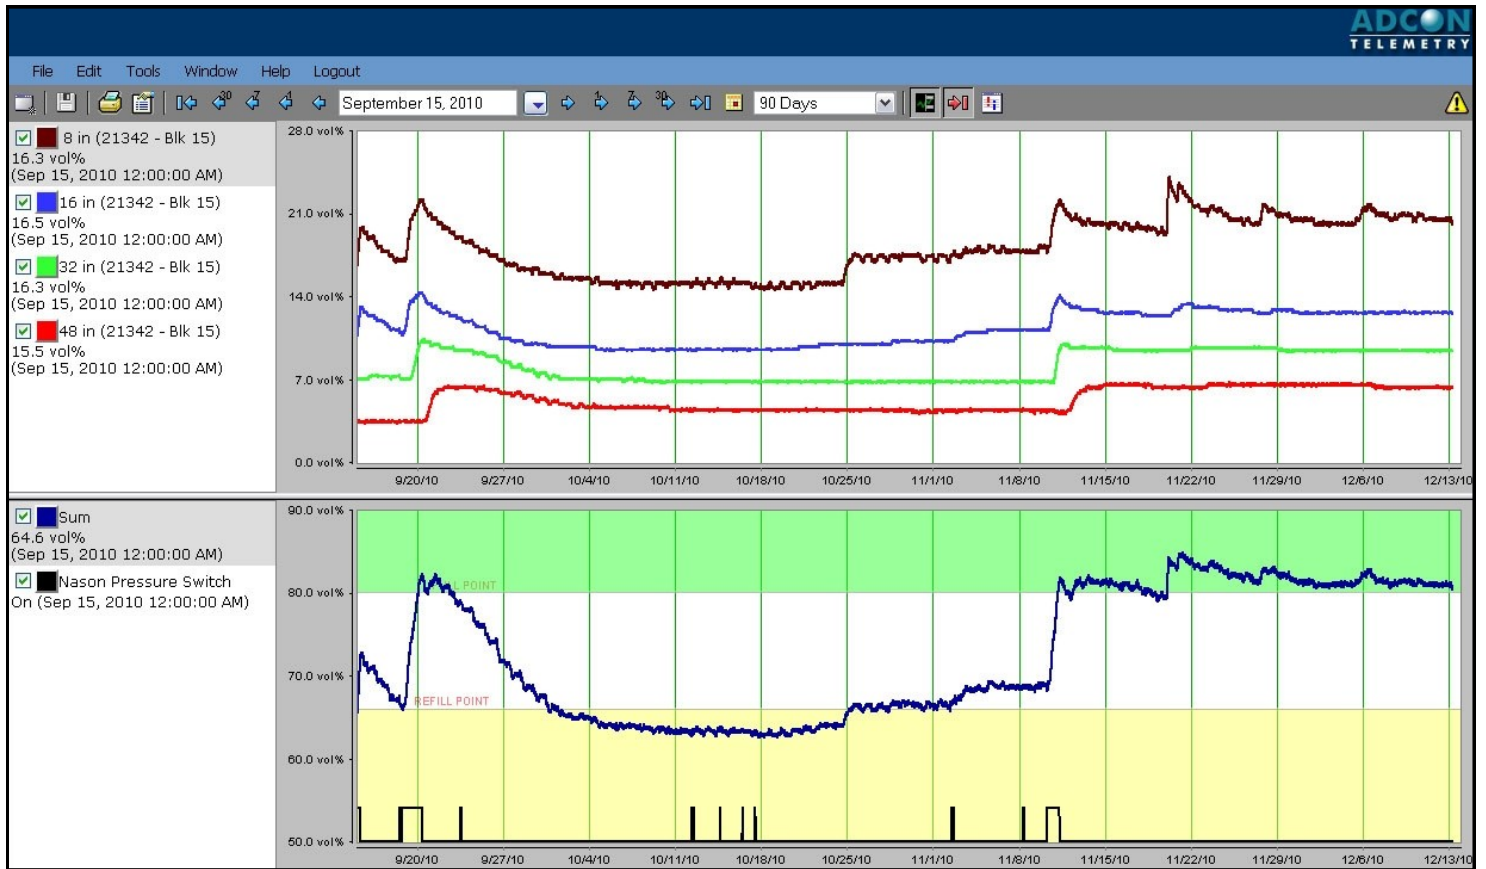 ADCON
TELEMETRY
File Edit Tools Window Help Logout
30 7 1 September 15, 2010 1 7 30 90 Days
8 in (21342 - Blk 15)
16.3 vol%
(Sep 15, 2010 12:00:00 AM)
16 in (21342 - Blk 15)
16.5 vol%
(Sep 15, 2010 12:00:00 AM)
32 in (21342 - Blk 15)
16.3 vol%
(Sep 15, 2010 12:00:00 AM)
48 in (21342 - Blk 15)
15.5 vol%
(Sep 15, 2010 12:00:00 AM)
28.0 vol%
21.0 vol%
14.0 vol%
7.0 vol%
0.0 vol%
9/20/10 9/27/10 10/4/10 10/11/10 10/18/10 10/25/10 11/1/10 11/8/10 11/15/10 11/22/10 11/29/10 12/6/10 12/13/10
Sum
64.6 vol%
(Sep 15, 2010 12:00:00 AM)
Nason Pressure Switch
On (Sep 15, 2010 12:00:00 AM)
90.0 vol%
80.0 vol%
70.0 vol%
60.0 vol%
50.0 vol%
POINT
REFILL POINT
9/20/10 9/27/10 10/4/10 10/11/10 10/18/10 10/25/10 11/1/10 11/8/10 11/15/10 11/22/10 11/29/10 12/6/10 12/13/10